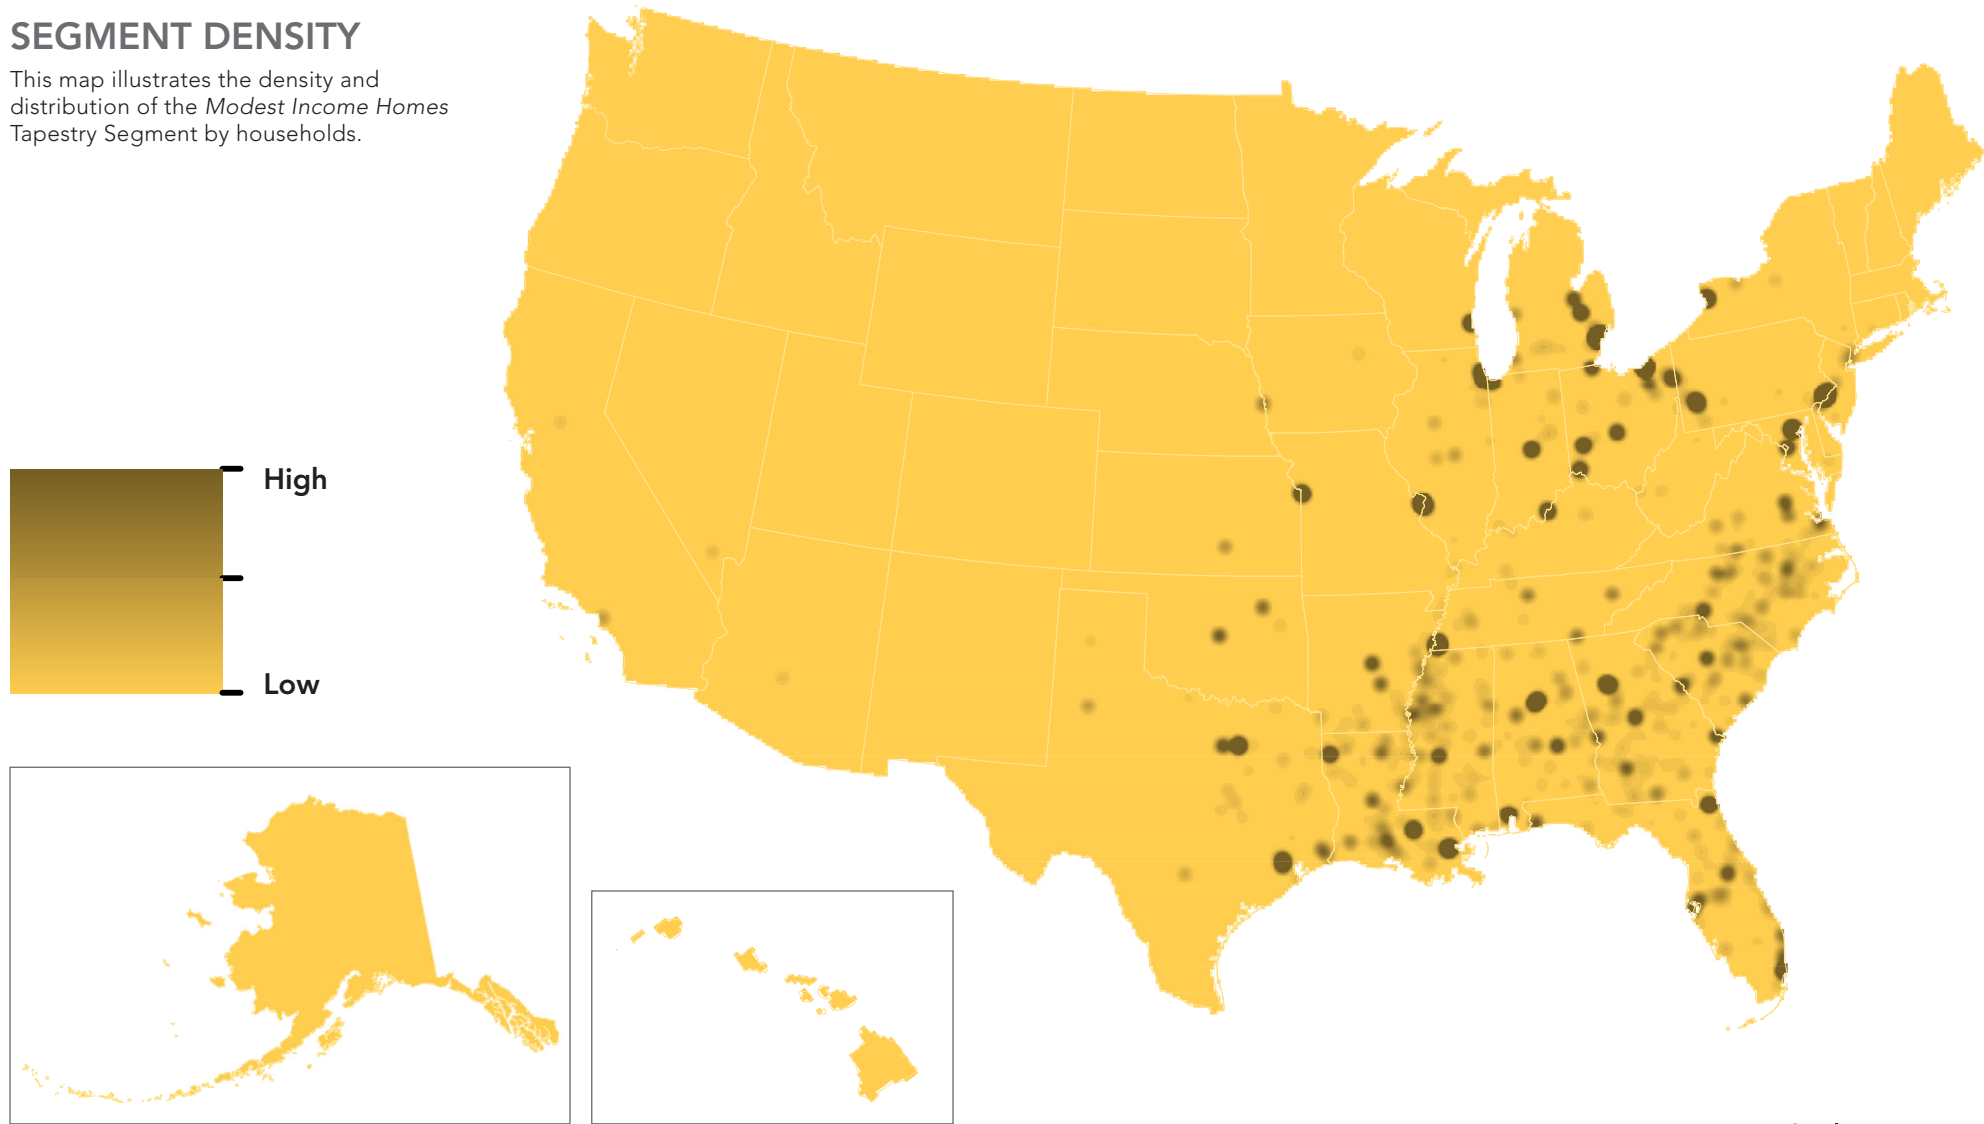 SEGMENT DENSITY
This map illustrates the density and
distribution of the Modest Income Homes
Tapestry Segment by households.
High
Low